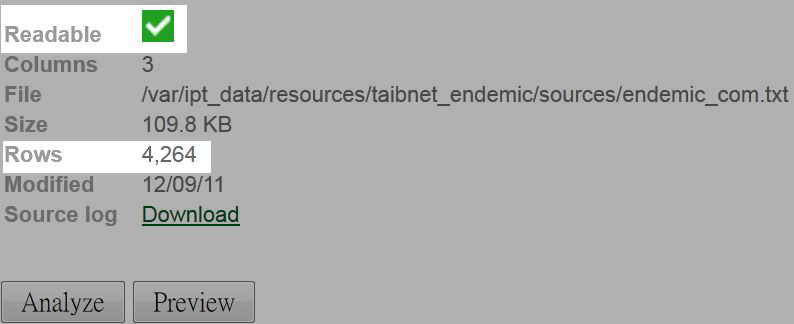 Readable
Columns 3
File /var/ipt_data/resources/taibnet_endemic/sources/endemic_com.txt
Size 109.8 KB
Rows 4,264
Modified 12/09/11
Source log Download
Analyze Preview